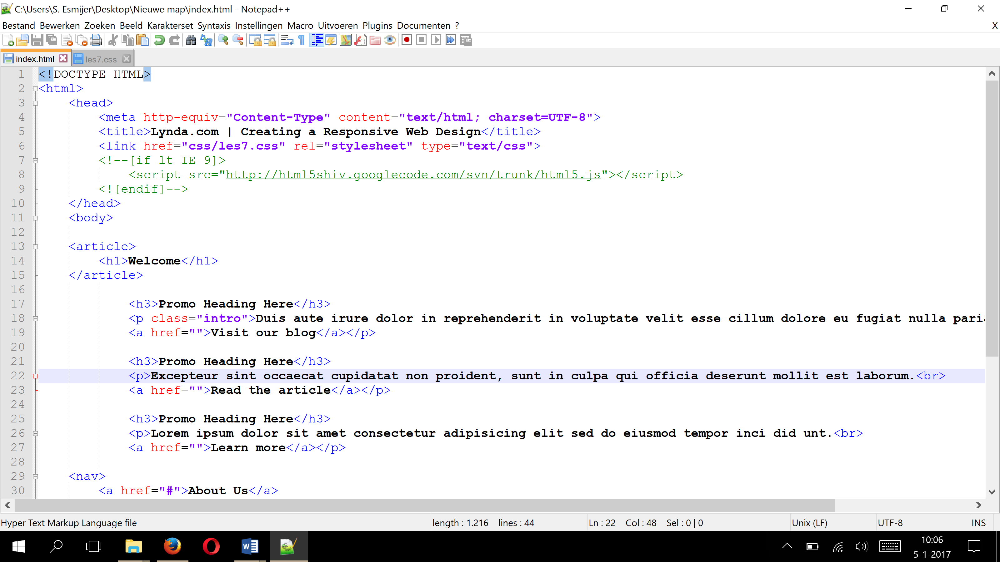 C:\Users\S. Esmijer\Desktop\Nieuwe map\index.html - Notepad++
Bestand Bewerken Zoeken Beeld Karakterset Syntaxis Instellingen Macro Uitvoeren Plugins Documenten ? X
index.html les7.css
1 <!DOCTYPE HTML>
2 <html>
3 <head>
4 <meta http-equiv="Content-Type" content="text/html; charset=UTF-8">
5 <title>Lynda.com | Creating a Responsive Web Design</title>
6 <link href="css/les7.css" rel="stylesheet" type="text/css">
7 <!--[if lt IE 9]>
8 <script src="http://html5shiv.googlecode.com/svn/trunk/html5.js"></script>
9 <![endif]-->
10 </head>
11 <body>
12
13 <article>
14 <h1>Welcome</h1>
15 </article>
16
17 <h3>Promo Heading Here</h3>
18 <p class="intro">Duis aute irure dolor in reprehenderit in voluptate velit esse cillum dolore eu fugiat nulla paria
19 <a href="">Visit our blog</a></p>
20
21 <h3>Promo Heading Here</h3>
22 <p>Excepteur sint occaecat cupidatat non proident, sunt in culpa qui officia deserunt mollit est laborum.<br>
23 <a href="">Read the article</a></p>
24
25 <h3>Promo Heading Here</h3>
26 <p>Lorem ipsum dolor sit amet consectetur adipisicing elit sed do eiusmod tempor inci did unt.<br>
27 <a href="">Learn more</a></p>
28
29 <nav>
30 <a href="#">About Us</a>
Hyper Text Markup Language file length : 1.216 lines : 44 Ln : 22 Col : 48 Sel : 0 | 0 Unix (LF) UTF-8 INS
10:06
5-1-2017